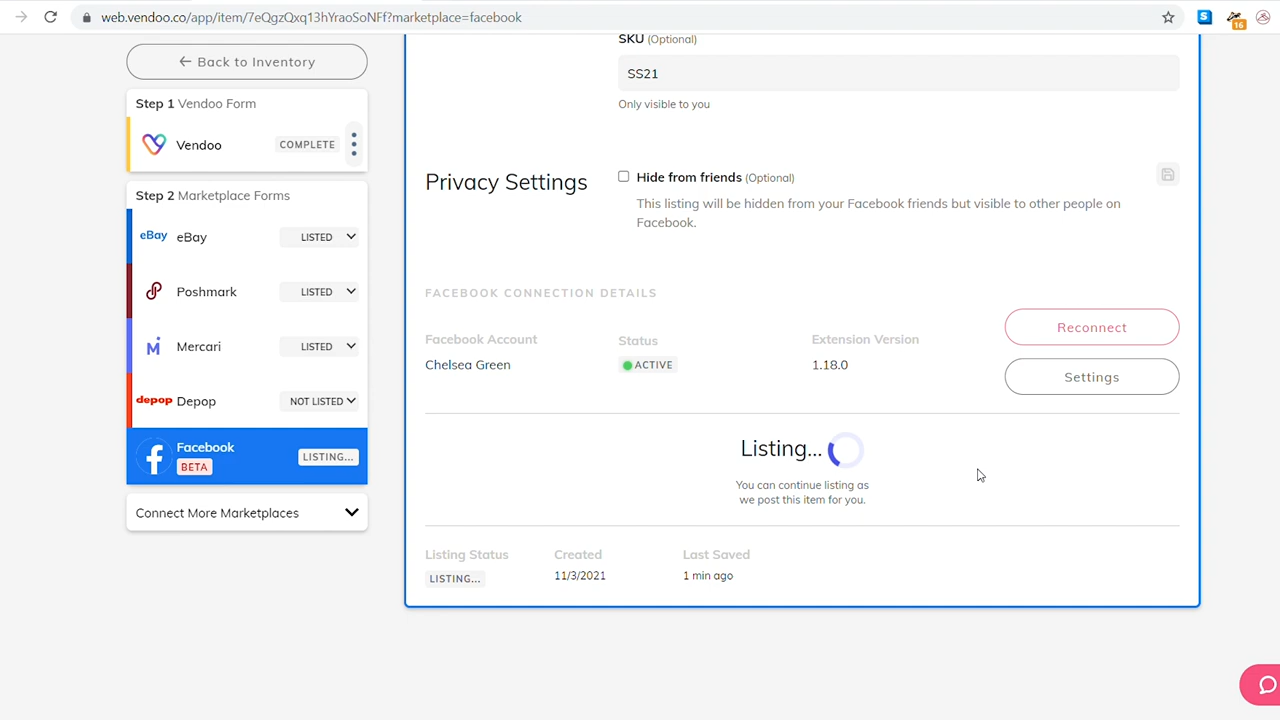 web.vendoo.co/app/item/7eQgzQxq13hYraoSoNFf?marketplace=facebook
16
← Back to Inventory
Step 1 Vendoo Form
Vendoo COMPLETE
Step 2 Marketplace Forms
eBay eBay LISTED
Poshmark LISTED
Mercari LISTED
depop Depop NOT LISTED
Facebook
BETA
LISTING...
Connect More Marketplaces
SKU (Optional)
SS21
Only visible to you
Privacy Settings
Hide from friends (Optional)
This listing will be hidden from your Facebook friends but visible to other people on
Facebook.
FACEBOOK CONNECTION DETAILS
Facebook Account Status Extension Version
Chelsea Green ACTIVE 1.18.0
Reconnect
Settings
Listing...
You can continue listing as
we post this item for you.
Listing Status Created Last Saved
LISTING... 11/3/2021 1 min ago